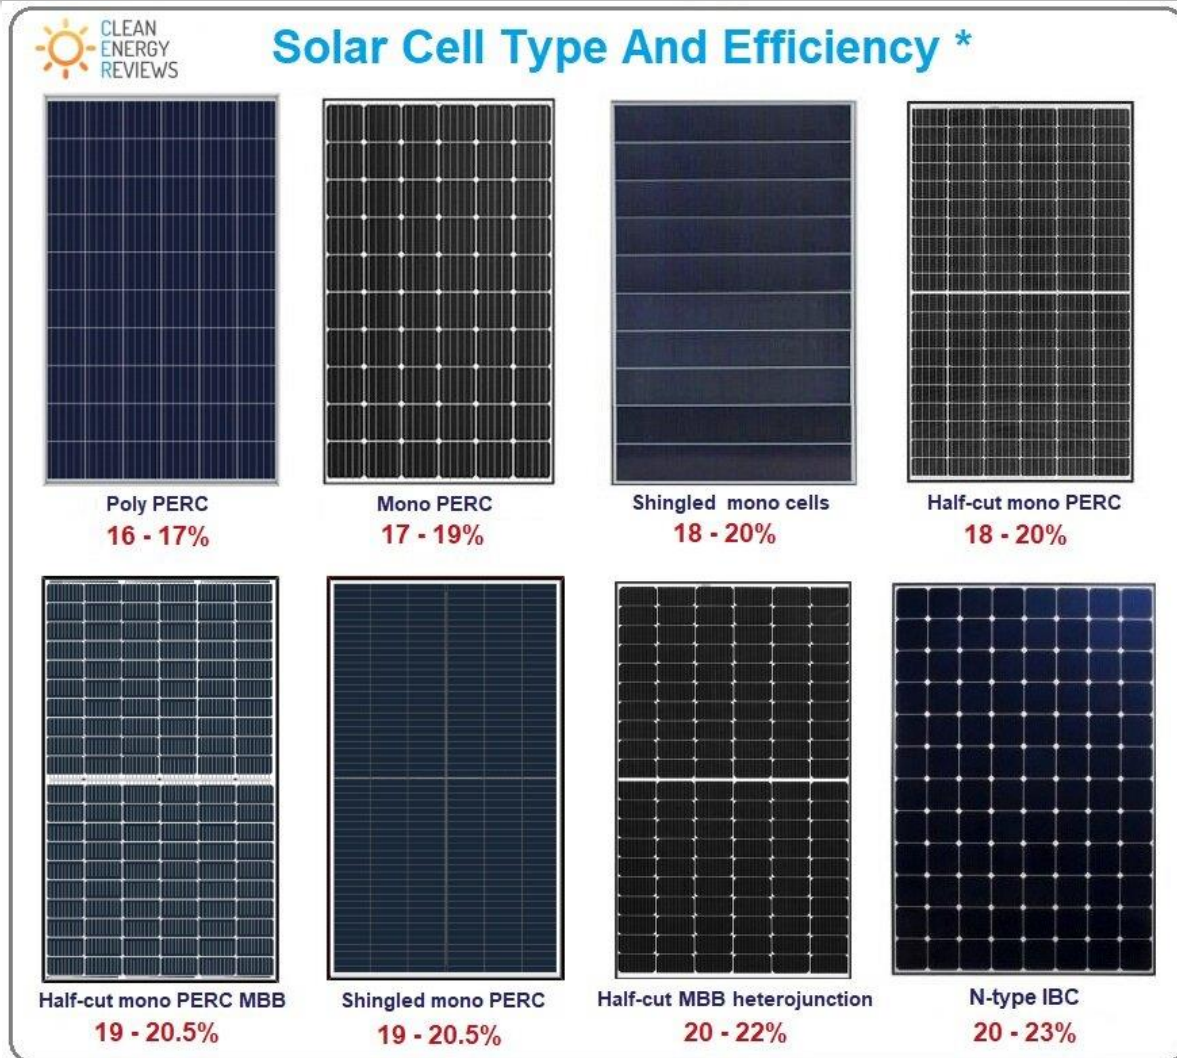 CLEAN
ENERGY
REVIEWS
Solar Cell Type And Efficiency *
Poly PERC
16 - 17%
Mono PERC
17 - 19%
Shingled mono cells
18 - 20%
Half-cut mono PERC
18 - 20%
Half-cut mono PERC MBB
19 - 20.5%
Shingled mono PERC
19 - 20.5%
Half-cut MBB heterojunction
20 - 22%
N-type IBC
20 - 23%